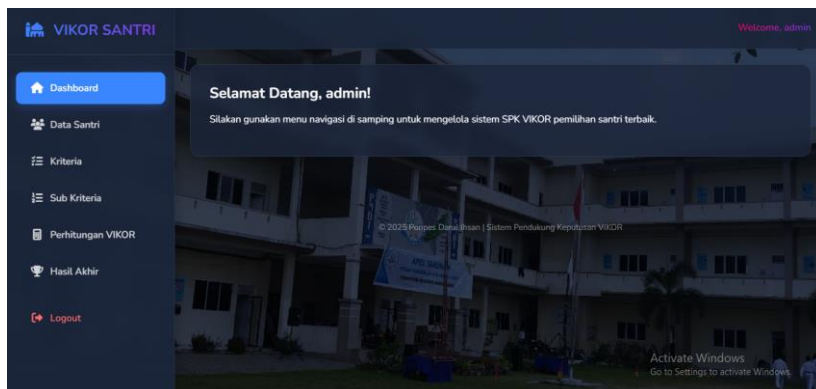 VIKOR SANTRI
Welcome, admin
Dashboard
Data Santri
Kriteria
Sub Kriteria
Perhitungan VIKOR
Hasil Akhir
Logout
Selamat Datang, admin!
Silakan gunakan menu navigasi di samping untuk mengelola sistem SPK VIKOR pemilihan santri terbaik.
© 2025 Ponpes Darul Ihsan | Sistem Pendukung Keputusan VIKOR
Activate Windows
Go to Settings to activate Windows.